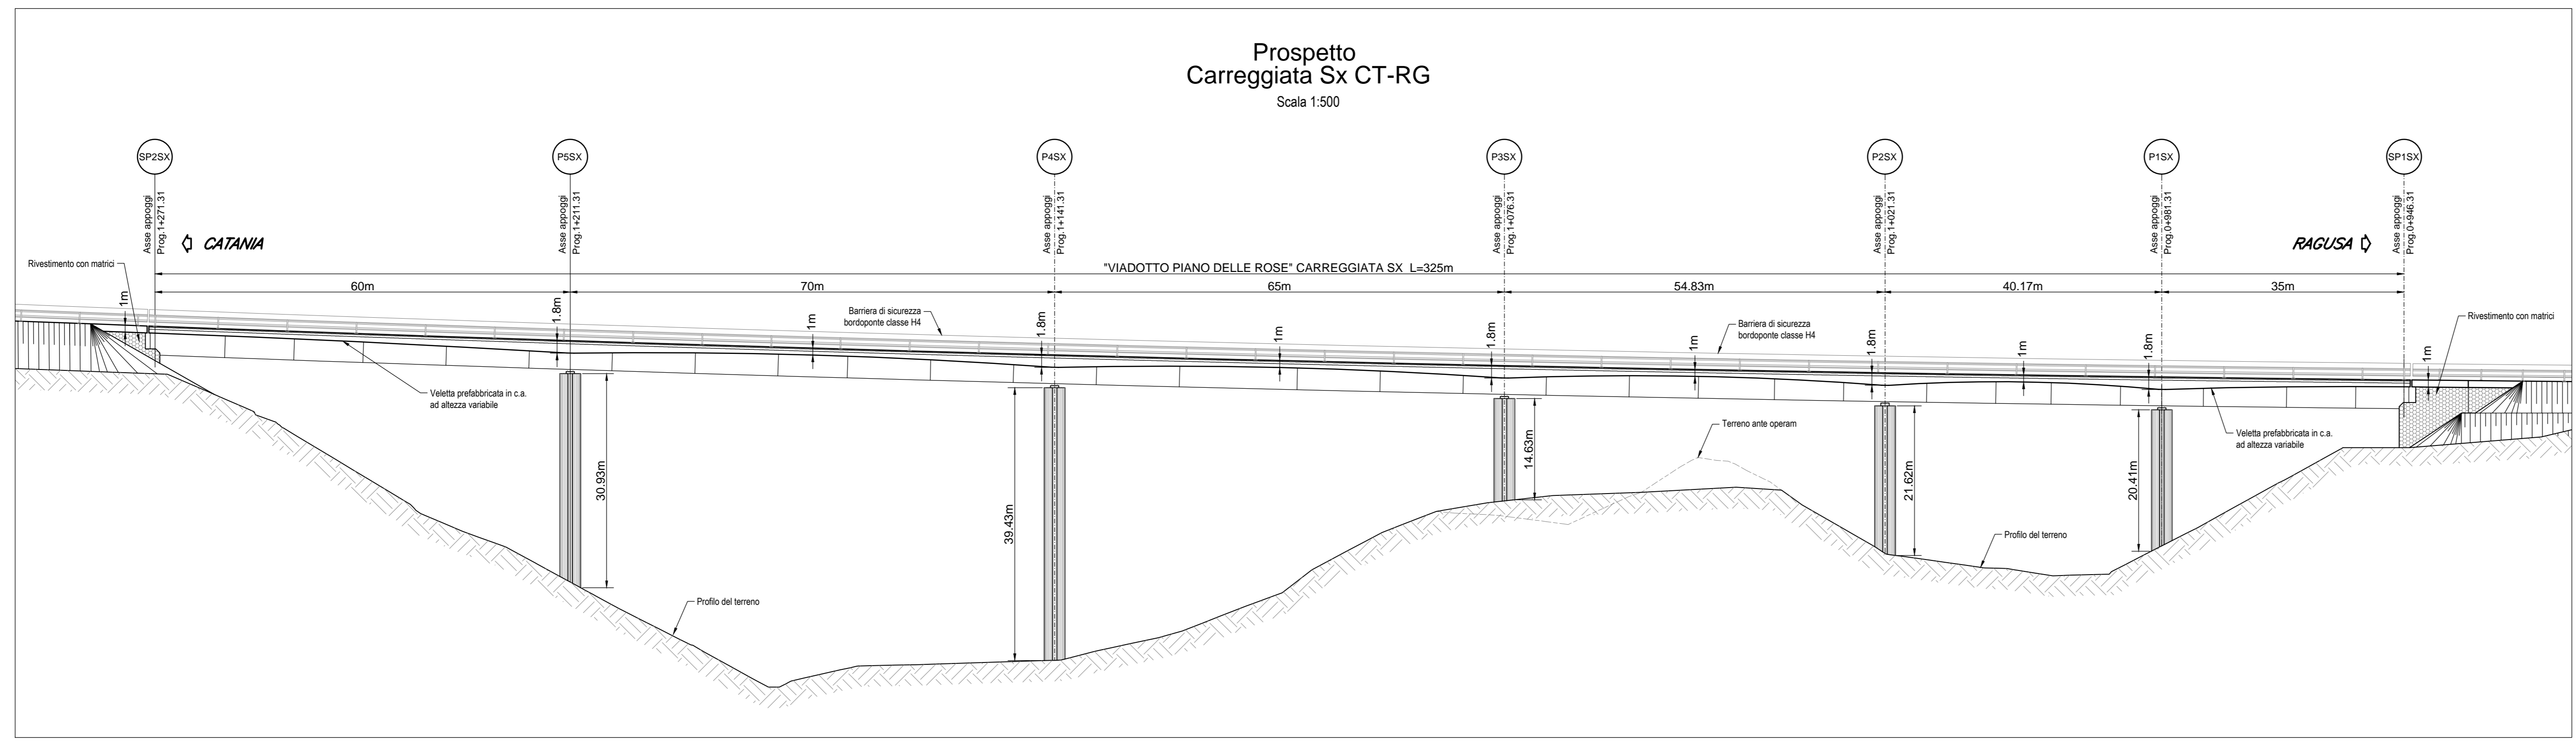 Prospetto
Carreggiata Sx CT-RG
Scala 1:500
SP2SX
P5SX
P4SX
P3SX
P2SX
P1SX
SP1SX
Asse appoggi
Prog.1+271.31
Asse appoggi
Prog.1+211.31
Asse appoggi
Prog.1+141.31
Asse appoggi
Prog.1+076.31
Asse appoggi
Prog.1+021.31
Asse appoggi
Prog.0+981.31
Asse appoggi
Prog.0+946.31
CATANIA
RAGUSA
Rivestimento con matrici
"VIADOTTO PIANO DELLE ROSE" CARREGGIATA SX L=325m
60m
70m
65m
54.83m
40.17m
35m
1m
1.8m
1m
1.8m
1m
1.8m
1m
1.8m
1m
1.8m
1m
Barriera di sicurezza
bordoponte classe H4
Barriera di sicurezza
bordoponte classe H4
Rivestimento con matrici
Veletta prefabbricata in c.a.
ad altezza variabile
Terreno ante operam
Veletta prefabbricata in c.a.
ad altezza variabile
30.93m
39.43m
14.63m
21.62m
20.41m
Profilo del terreno
Profilo del terreno